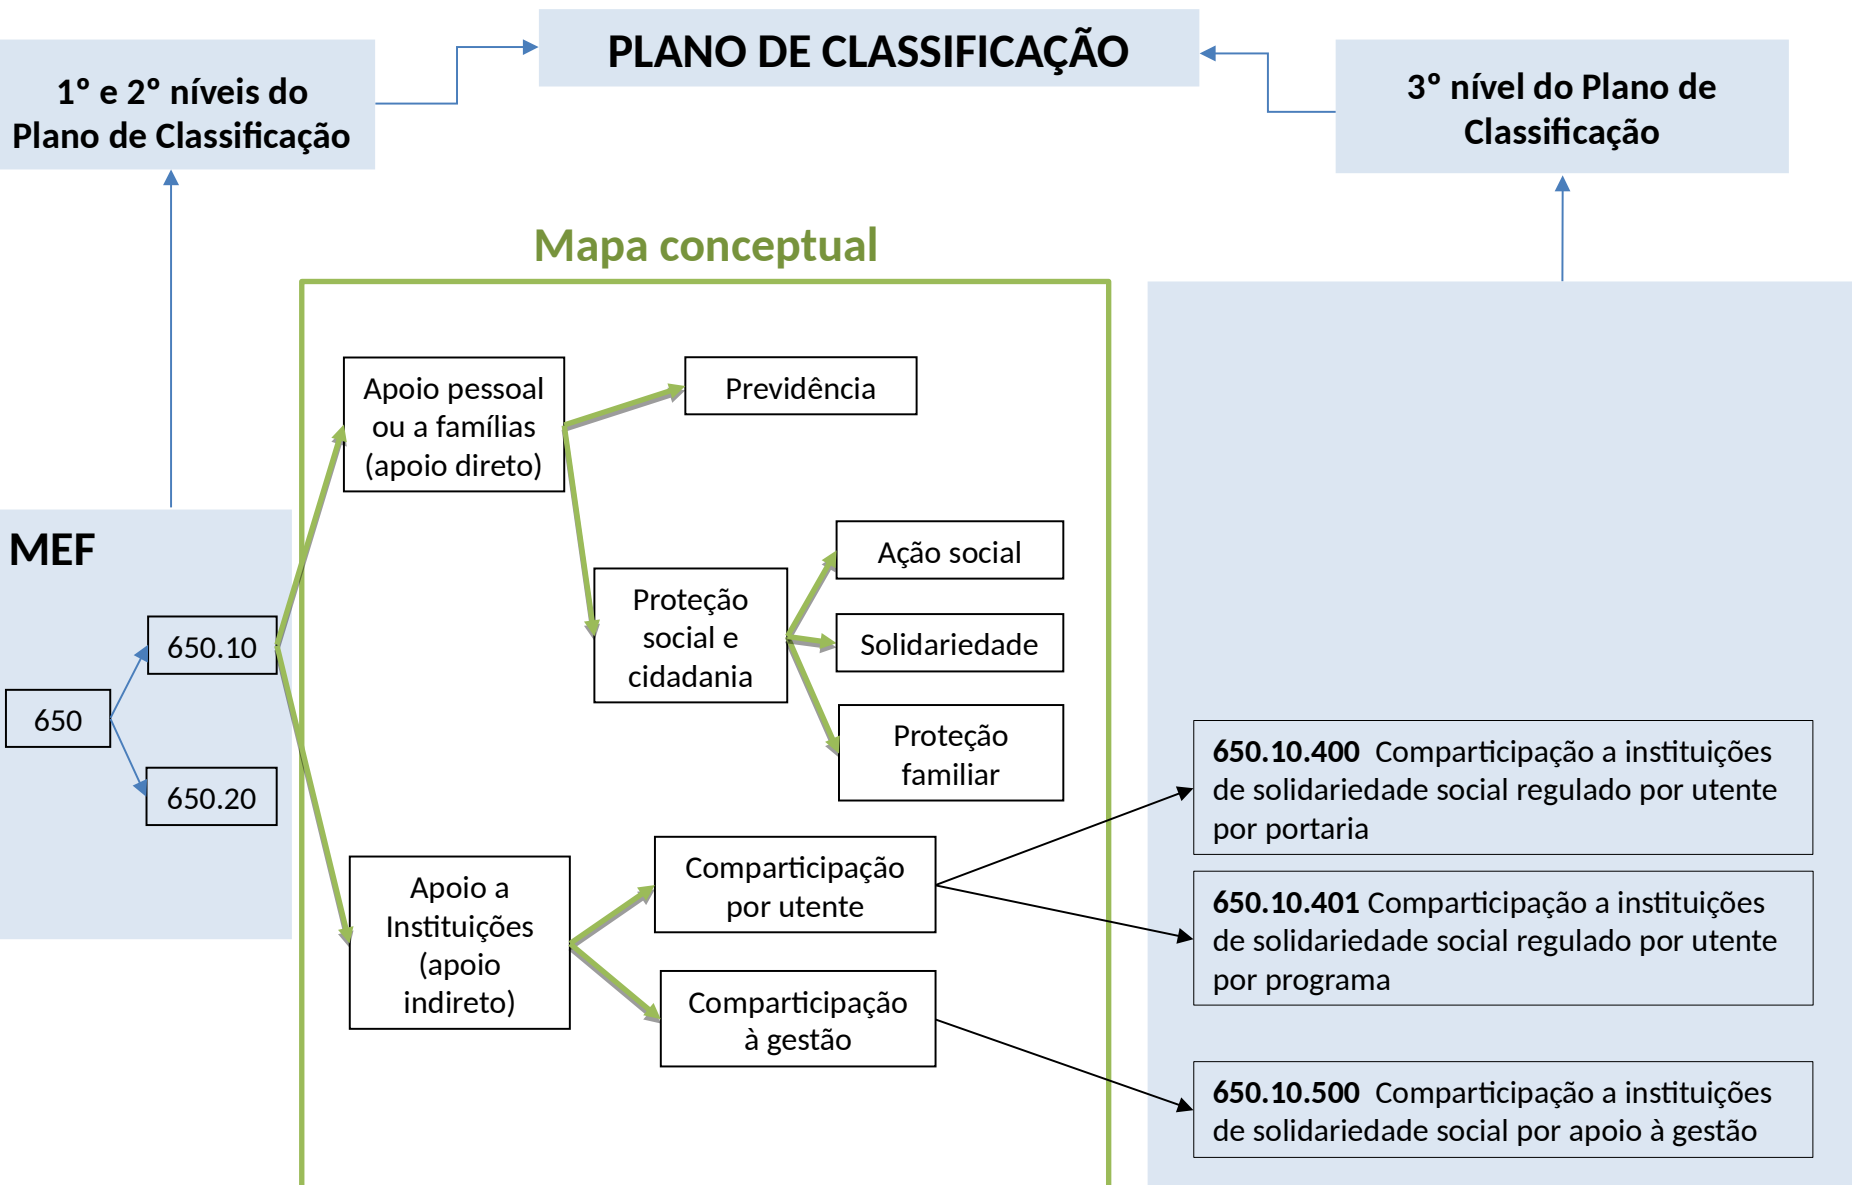 PLANO DE CLASSIFICAÇÃO
1º e 2º níveis do
Plano de Classificação
3º nível do Plano de
Classificação
Mapa conceptual
MEF
650
650.10
650.20
Apoio pessoal
ou a famílias
(apoio direto)
Previdência
Proteção
social e
cidadania
Ação social
Solidariedade
Proteção
familiar
Apoio a
Instituições
(apoio
indireto)
Comparticipação
por utente
Comparticipação
à gestão
650.10.400 Comparticipação a instituições
de solidariedade social regulado por utente
por portaria
650.10.401 Comparticipação a instituições
de solidariedade social regulado por utente
por programa
650.10.500 Comparticipação a instituições
de solidariedade social por apoio à gestão